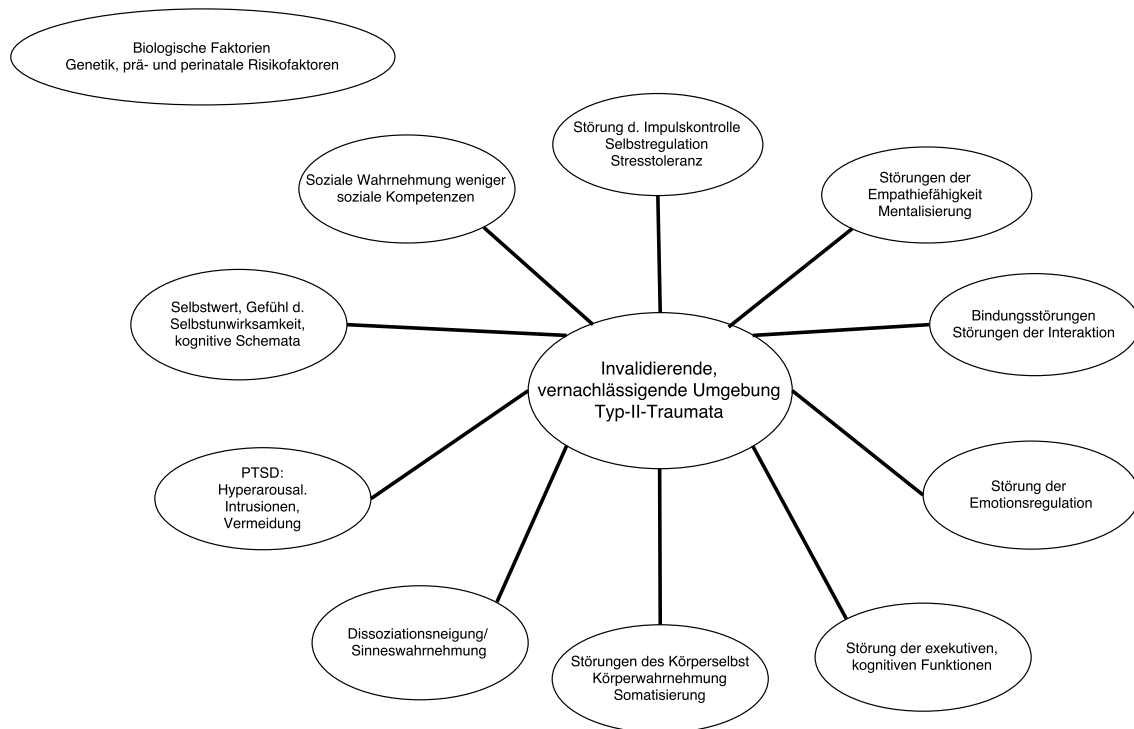 Biologische Faktorien
Genetik, prä- und perinatale Risikofaktoren
Störung d. Impulskontrolle
Selbstregulation
Stresstoleranz
Soziale Wahrnehmung weniger
soziale Kompetenzen
Störungen der
Empathiefähigkeit
Mentalisierung
Selbstwert, Gefühl d.
Selbstunwirksamkeit,
kognitive Schemata
Bindungsstörungen
Störungen der Interaktion
Invalidierende,
vernachlässigende Umgebung
Typ-II-Traumata
PTSD:
Hyperarousal.
Intrusionen,
Vermeidung
Störung der
Emotionsregulation
Dissoziationsneigung/
Sinneswahrnehmung
Störungen des Körperselbst
Körperwahrnehmung
Somatisierung
Störung der exekutiven,
kognitiven Funktionen